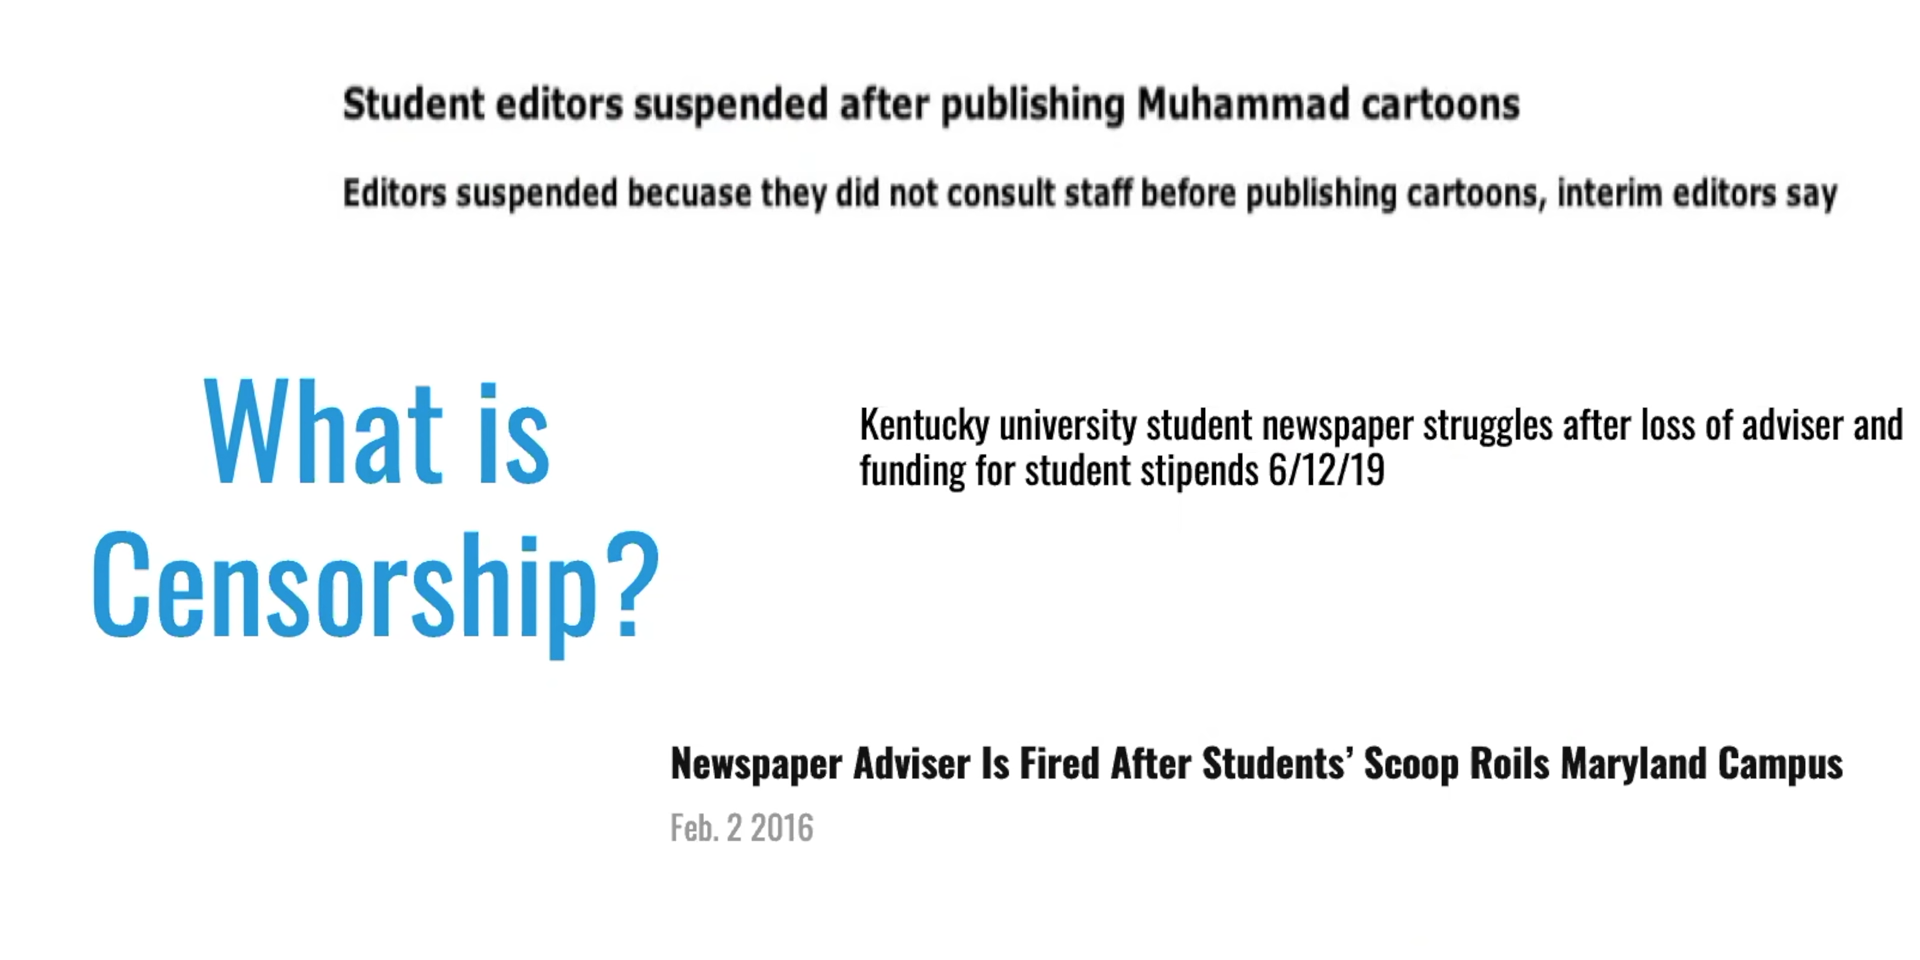 Student editors suspended after publishing Muhammad cartoons
Editors suspended becuase they did not consult staff before publishing cartoons, interim editors say
What is
Censorship?
Kentucky university student newspaper struggles after loss of adviser and
funding for student stipends 6/12/19
Newspaper Adviser Is Fired After Students’ Scoop Roils Maryland Campus
Feb. 2 2016